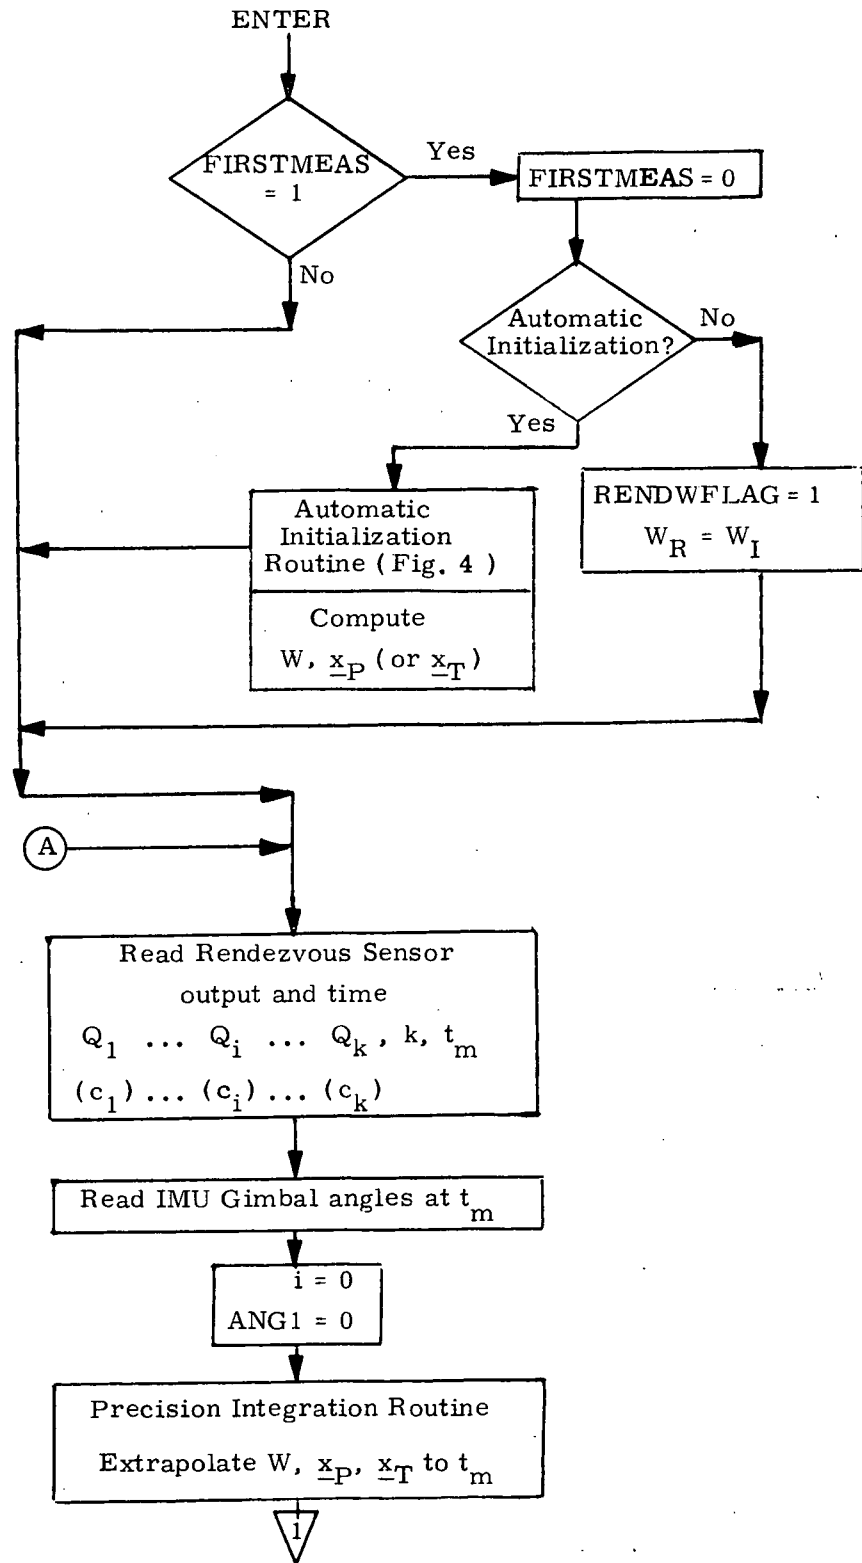 ENTER
FIRSTMEAS
= 1
Yes
FIRSTMEAS = 0
No
Automatic
Initialization?
No
Yes
RENDWFLAG = 1
W_R = W_I
Automatic
Initialization
Routine (Fig. 4)
Compute
W, x_P (or x_T)
A
Read Rendezvous Sensor
output and time
Q_1 ... Q_i ... Q_k, k, t_m
(c_1) ... (c_i) ... (c_k)
Read IMU Gimbal angles at t_m
i = 0
ANG1 = 0
Precision Integration Routine
Extrapolate W, x_P, x_T to t_m
1